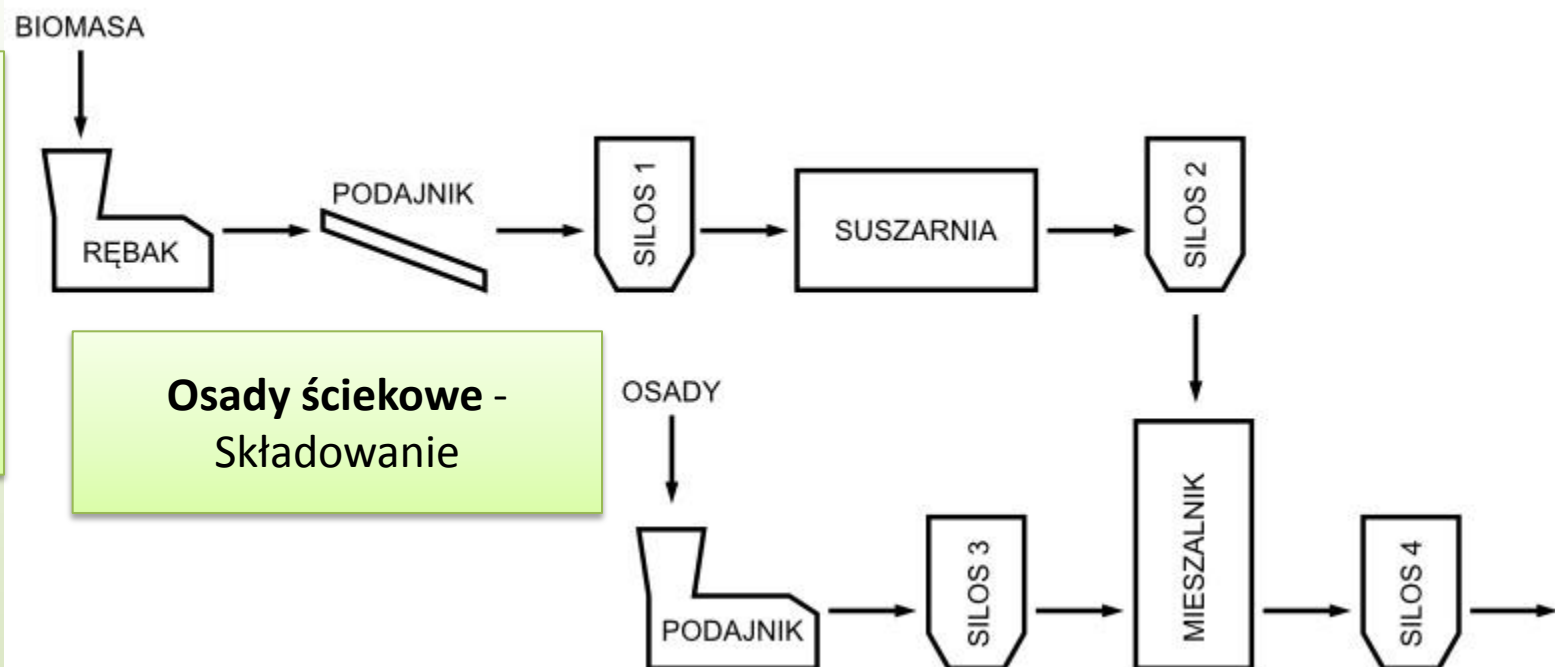 BIOMASA
RĘBAK
PODAJNIK
SILOS 1
SUSZARNIA
SILOS 2
Osady ściekowe -
Składowanie
OSADY
PODAJNIK
SILOS 3
MIESZALNIK
SILOS 4